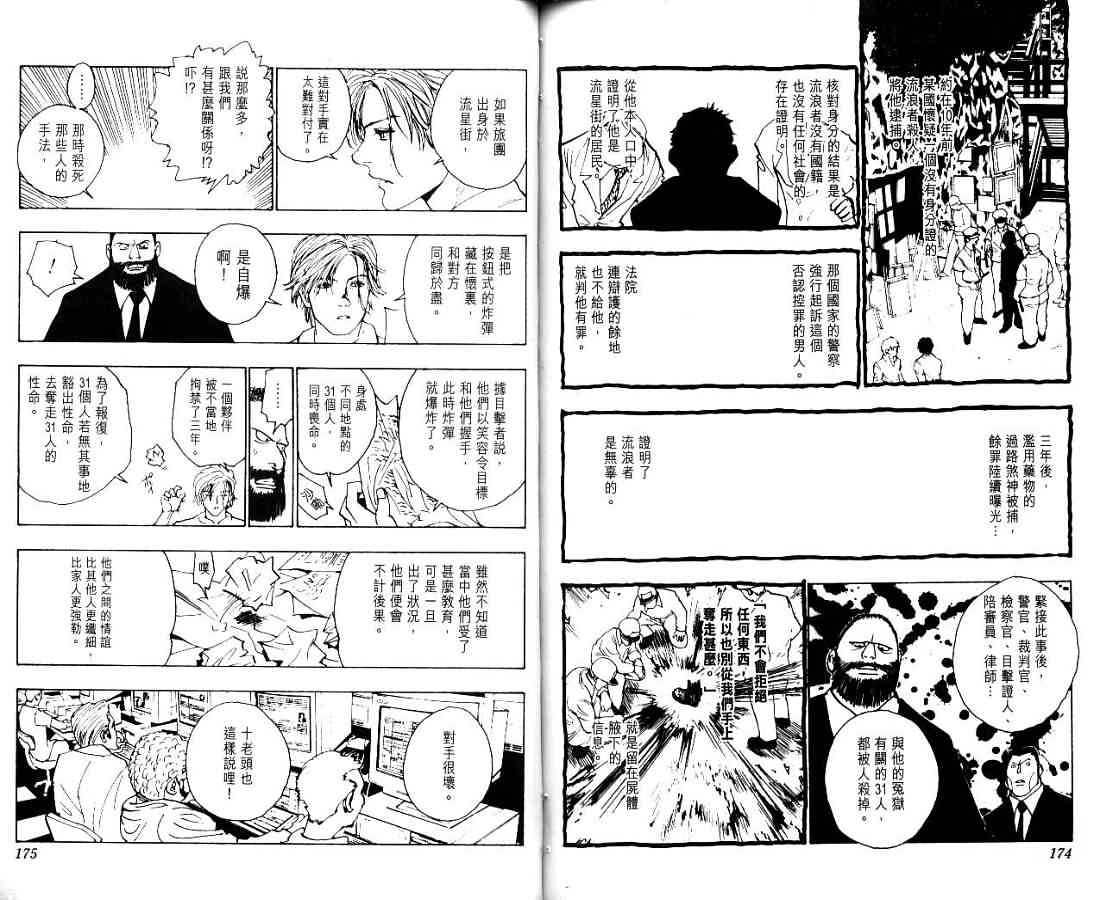 約在10年前，
某國懷疑一個沒有身分證的
流浪者殺人，
將他逮捕。
核對身分的結果是，
流浪者沒有國籍，
也沒有任何社會的
存在證明。
從他本人口中，
證明了他是
流星街的居民。
那個國家的警察
強行起訴這個
否認控罪的男人。
法院
連辯護的餘地
也不給他，
就判他有罪。
三年後，
濫用藥物的
過路煞神被捕，
餘罪陸續曝光…
證明了
流浪者
是無辜的。
緊接此事後，
警官、裁判官、
檢察官、目擊證人、
陪審員、律師…
與他的冤獄
有關的31人，
都被人殺掉。
「我們不會拒絕
任何東西，
所以也別從我們手上
奪走甚麼。」
就是留在屍體
腋下的
信息。
174
如果旅團
出身於
流星街，
這對手實在
太難對付了。
說那麼多，
跟我們
有甚麼關係呀!?
吓!?
……
那時殺死
那些人的
手法，
是把
按鈕式的炸彈
藏在懷裏，
和對方
同歸於盡。
是自爆
啊！
！
據目擊者說，
他們以笑容令目標
和他們握手，
此時炸彈
就爆炸了。
身處
不同地點的
31個人，
同時喪命。
……
一個夥伴
被不當地
拘禁了三年。
為了報復，
31個人若無其事地
豁出性命，
去奪走31人的
性命。
雖然不知道
當中他們受了
甚麼教育，
可是一旦
出了狀況，
他們便會
不計後果。
噗
他們之間的情誼
比其他人更纖細，
比家人更強勒。
對手很壞。
十老頭也
這樣說哩！
175